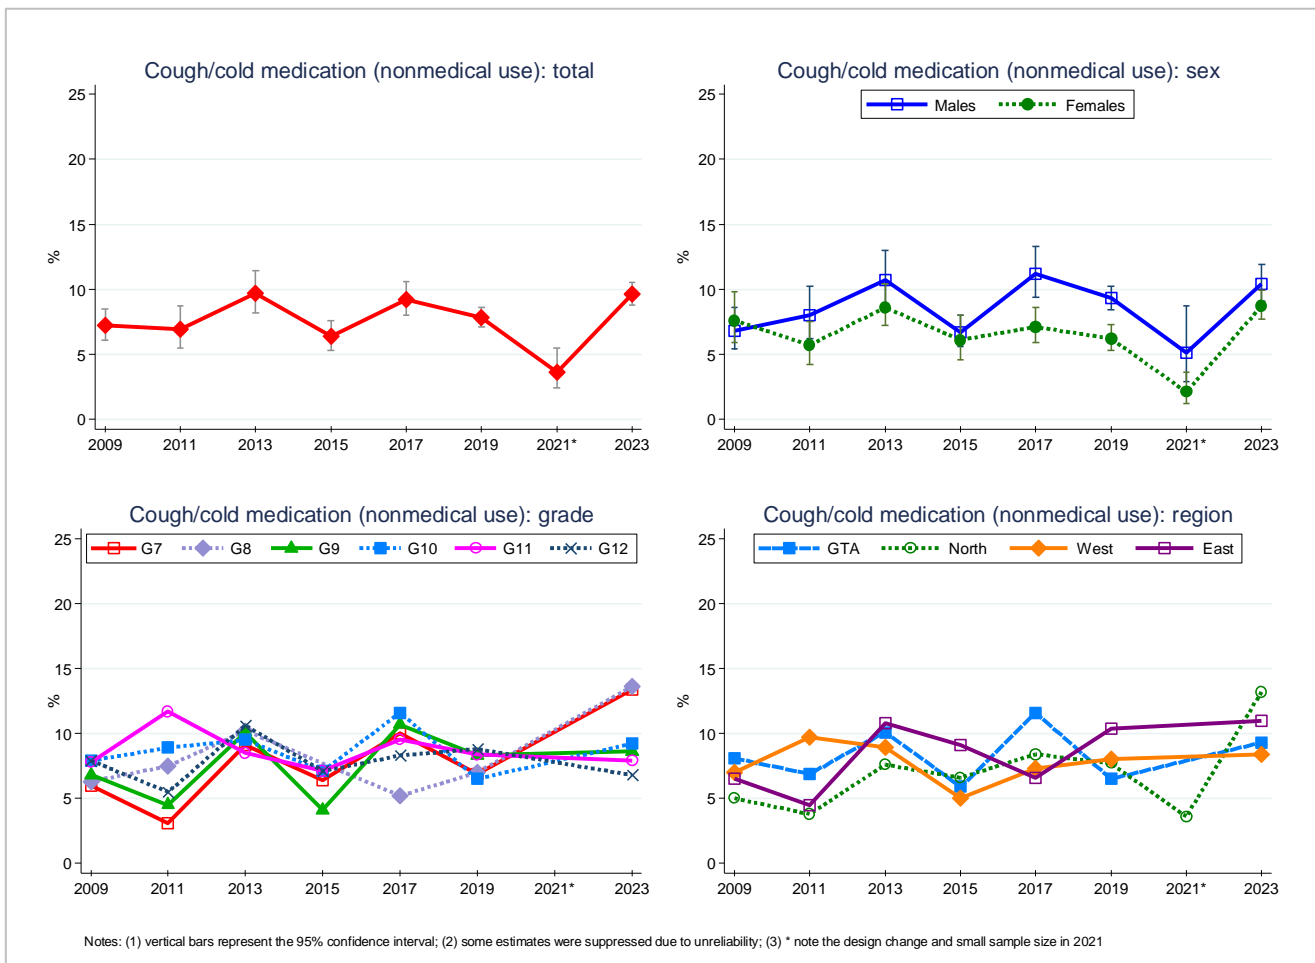 Cough/cold medication (nonmedical use): total
25
20
15
10
5
0
%
2009 2011 2013 2015 2017 2019 2021* 2023
Cough/cold medication (nonmedical use): sex
Males Females
25
20
15
10
5
0
%
2009 2011 2013 2015 2017 2019 2021* 2023
Cough/cold medication (nonmedical use): grade
G7 G8 G9 G10 G11 G12
25
20
15
10
5
0
%
2009 2011 2013 2015 2017 2019 2021* 2023
Cough/cold medication (nonmedical use): region
GTA North West East
25
20
15
10
5
0
%
2009 2011 2013 2015 2017 2019 2021* 2023
Notes: (1) vertical bars represent the 95% confidence interval; (2) some estimates were suppressed due to unreliability; (3) * note the design change and small sample size in 2021